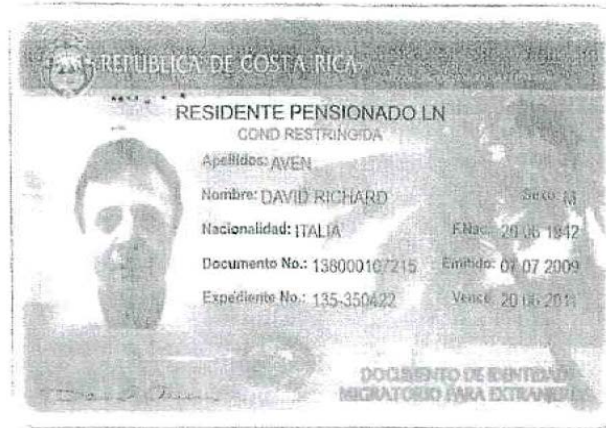 REPÚBLICA DE COSTA RICA
RESIDENTE PENSIONADO LN
COND RESTRINGIDA
Apellidos: AVEN
Nombre: DAVID RICHARD Sexo: M
Nacionalidad: ITALIA F.Nac. 1942
Documento No.: 138000107215 Emitido: 07 07 2009
Expediente No.: 135-350422 Vence: 20
DOCUMENTO DE IDENTIDAD
MIGRATORIO PARA EXTRANJEROS